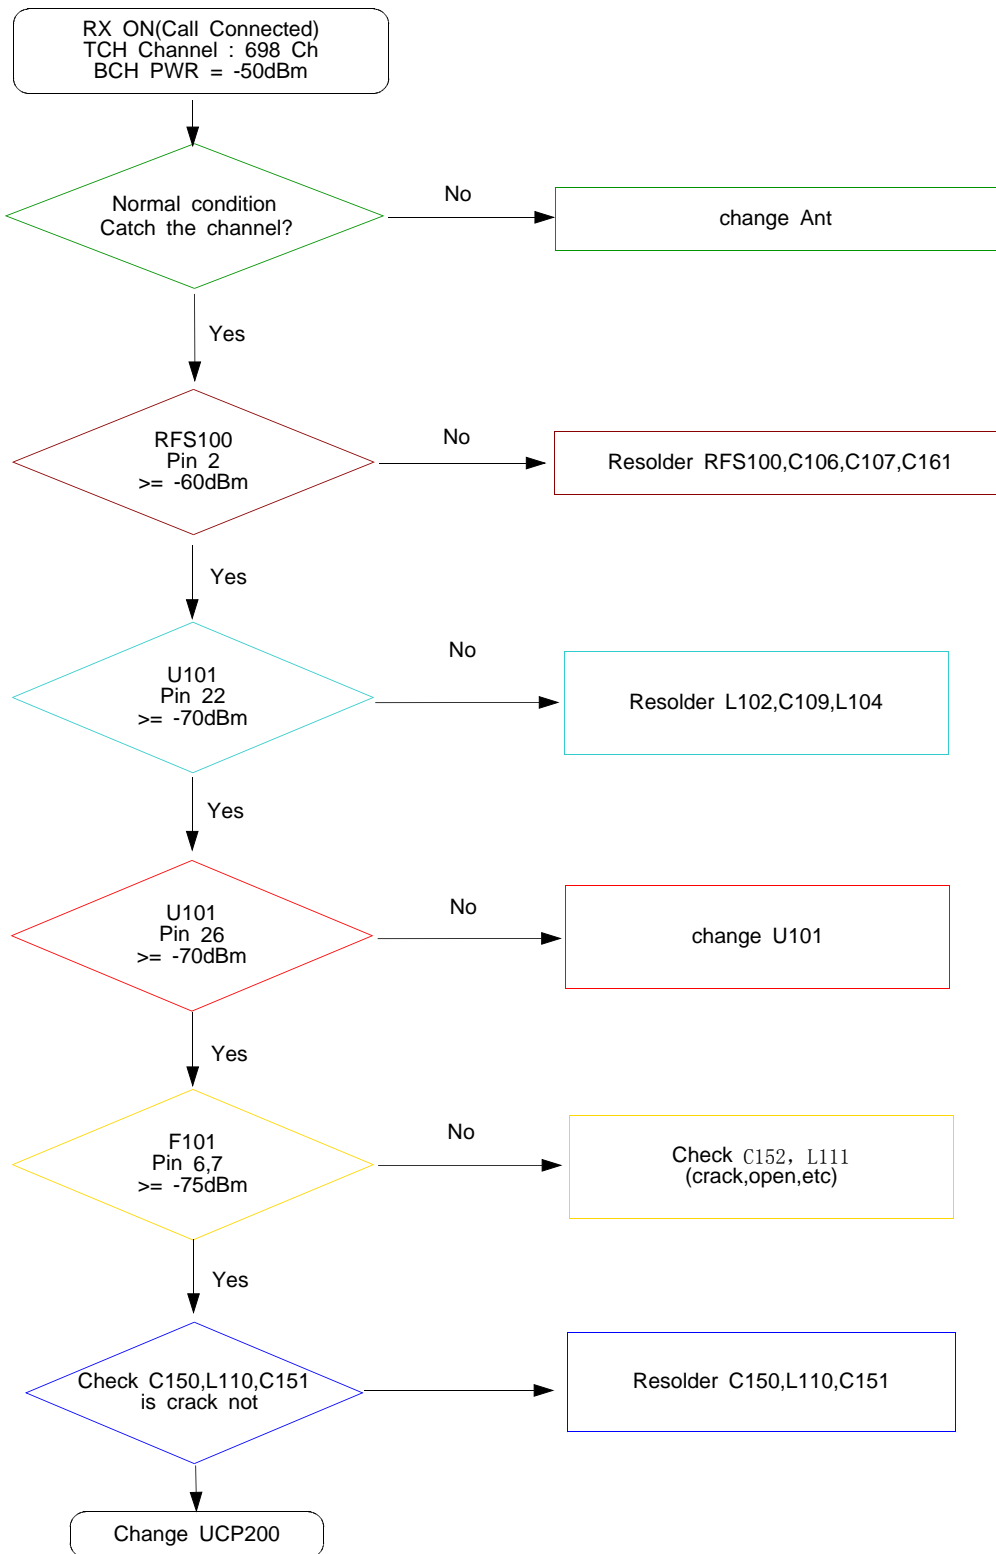 RX ON(Call Connected)
TCH Channel : 698 Ch
BCH PWR = -50dBm
Normal condition
Catch the channel?
No
change Ant
Yes
RFS100
Pin 2
>= -60dBm
No
Resolder RFS100,C106,C107,C161
Yes
U101
Pin 22
>= -70dBm
No
Resolder L102,C109,L104
Yes
U101
Pin 26
>= -70dBm
No
change U101
Yes
F101
Pin 6,7
>= -75dBm
No
Check C152，L111
(crack,open,etc)
Yes
Check C150,L110,C151
is crack not
Resolder C150,L110,C151
Change UCP200